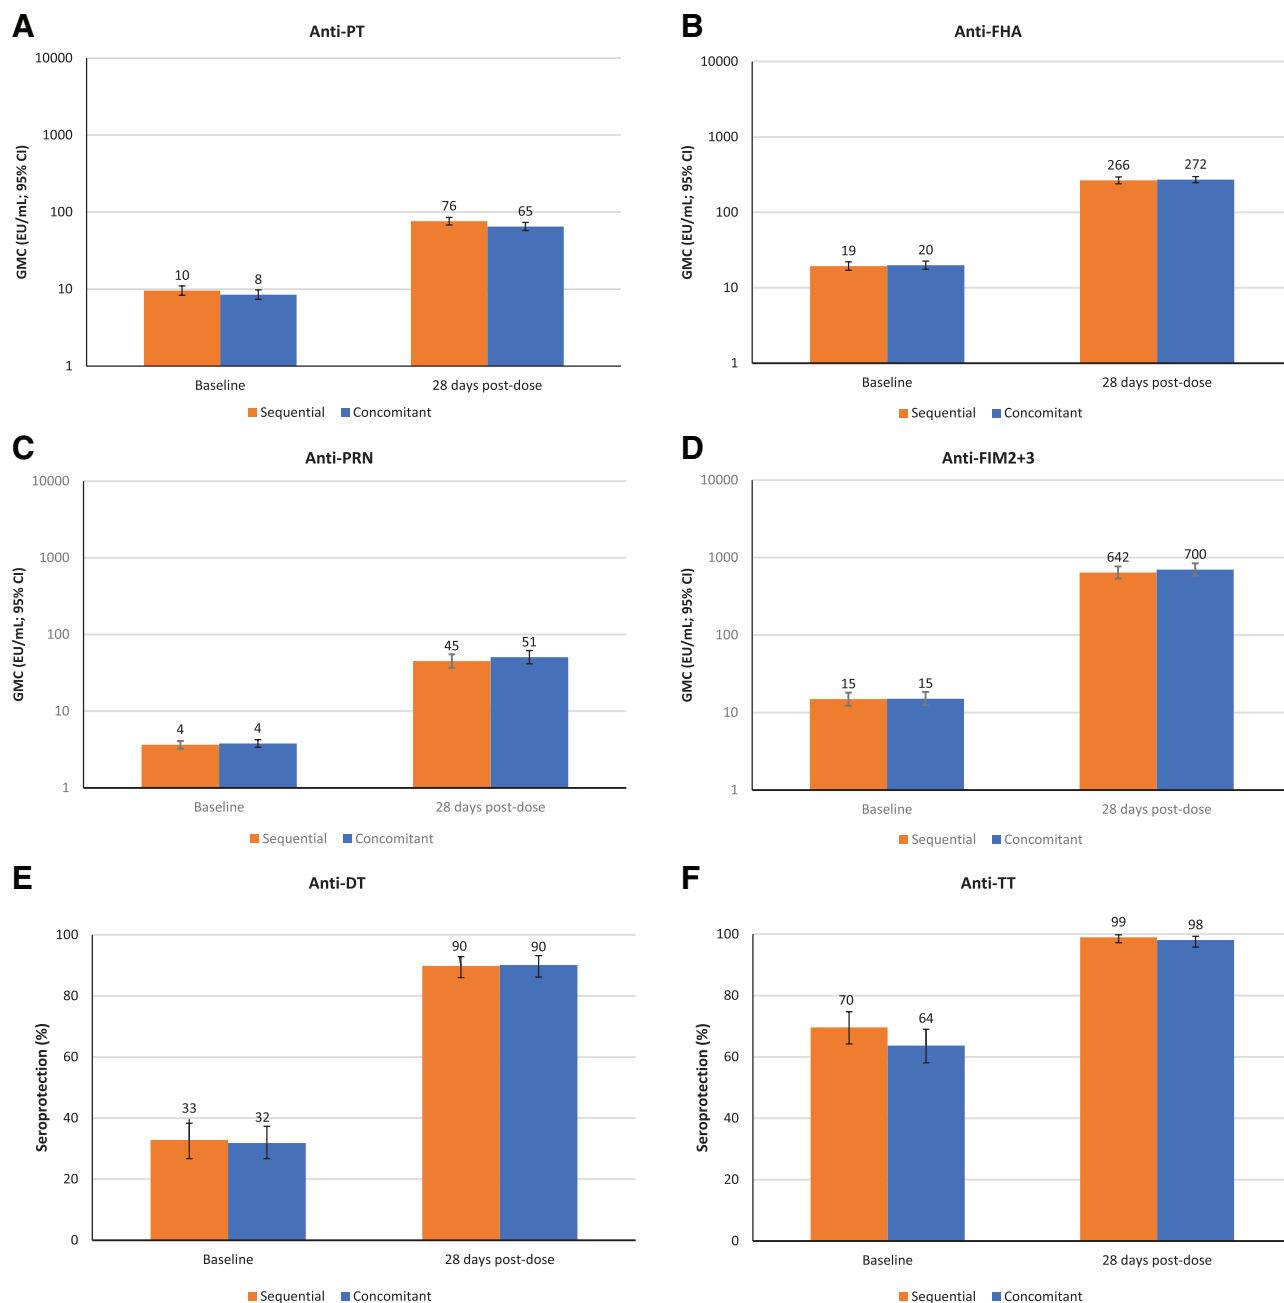 A
Anti-PT
GMC (EU/mL; 95% CI)
10000
1000
100
10
1
10
8
76
65
Baseline
28 days post-dose
Sequential
Concomitant
B
Anti-FHA
GMC (EU/mL; 95% CI)
10000
1000
100
10
1
19
20
266
272
Baseline
28 days post-dose
Sequential
Concomitant
C
Anti-PRN
GMC (EU/mL; 95% CI)
10000
1000
100
10
1
4
4
45
51
Baseline
28 days post-dose
Sequential
Concomitant
D
Anti-FIM2+3
GMC (EU/mL; 95% CI)
10000
1000
100
10
1
15
15
642
700
Baseline
28 days post-dose
Sequential
Concomitant
E
Anti-DT
Seroprotection (%)
100
80
60
40
20
0
33
32
90
90
Baseline
28 days post-dose
Sequential
Concomitant
F
Anti-TT
Seroprotection (%)
100
80
60
40
20
0
70
64
99
98
Baseline
28 days post-dose
Sequential
Concomitant